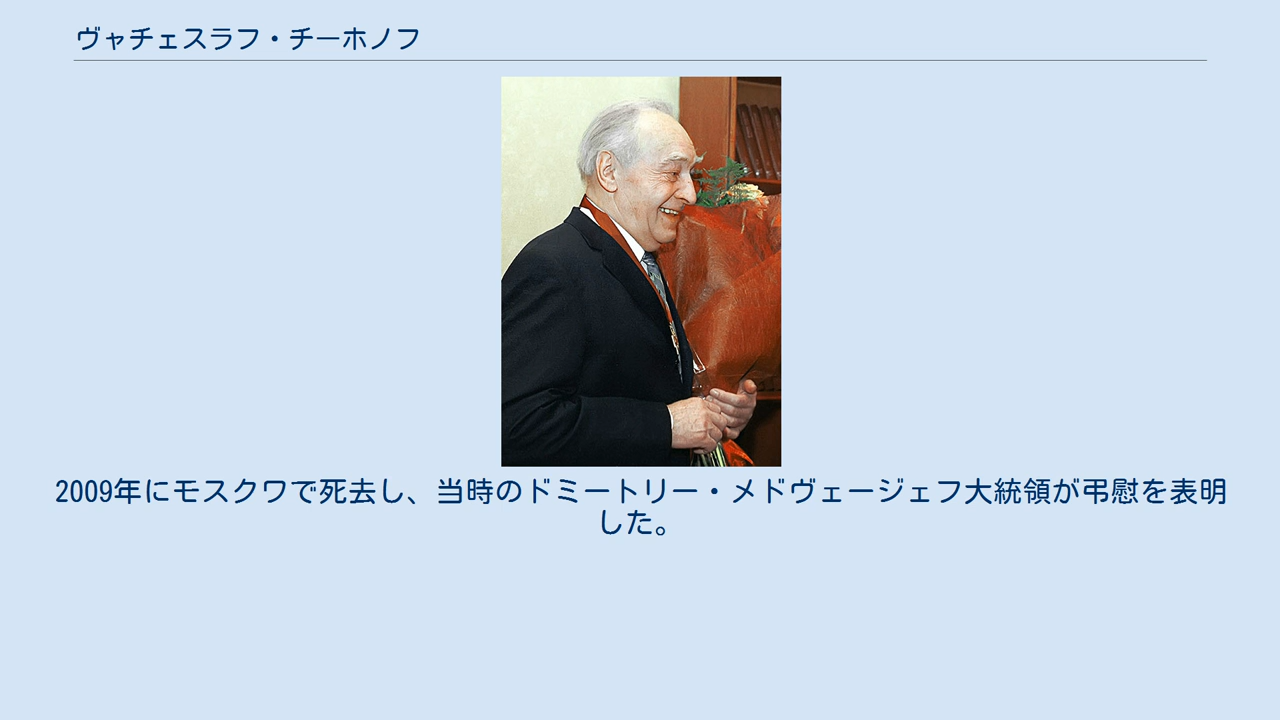 ヴャチェスラフ・チーホノフ
2009年にモスクワで死去し、当時のドミートリー・メドヴェージェフ大統領が弔慰を表明
した。